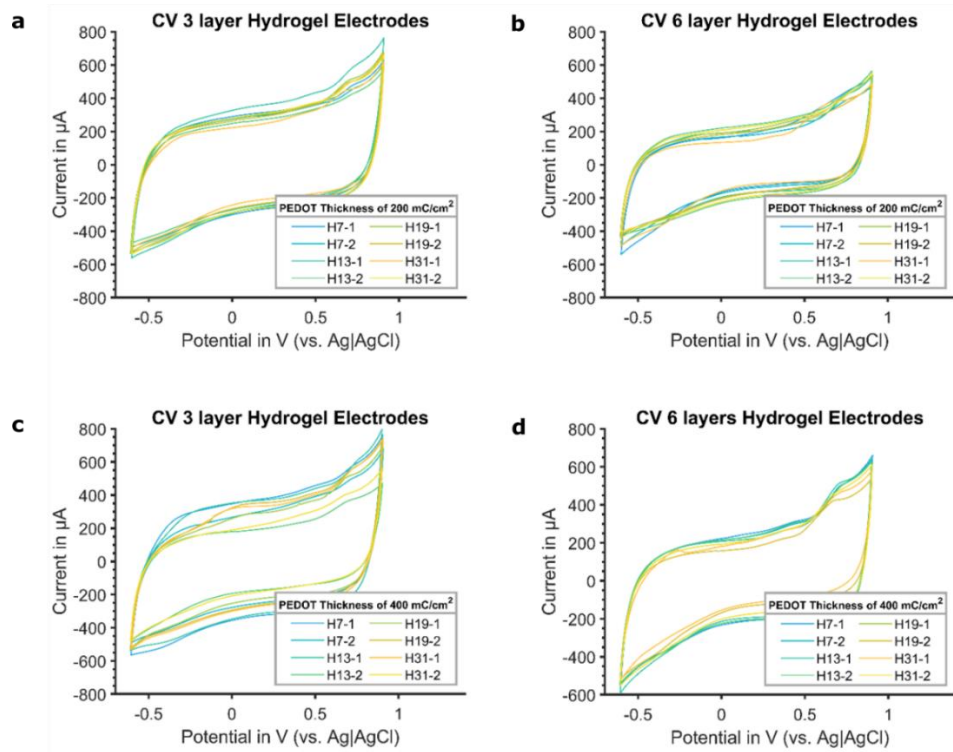 a
CV 3 layer Hydrogel Electrodes
800
600
400
200
0
-200
-400
-600
-800
Current in µA
PEDOT Thickness of 200 mC/cm²
H7-1 H19-1
H7-2 H19-2
H13-1 H31-1
H13-2 H31-2
-0.5 0 0.5 1
Potential in V (vs. Ag|AgCl)
b
CV 6 layer Hydrogel Electrodes
800
600
400
200
0
-200
-400
-600
-800
Current in µA
PEDOT Thickness of 200 mC/cm²
H7-1 H19-1
H7-2 H19-2
H13-1 H31-1
H13-2 H31-2
-0.5 0 0.5 1
Potential in V (vs. Ag|AgCl)
c
CV 3 layer Hydrogel Electrodes
800
600
400
200
0
-200
-400
-600
-800
Current in µA
PEDOT Thickness of 400 mC/cm²
H7-1 H19-1
H7-2 H19-2
H13-1 H31-1
H13-2 H31-2
-0.5 0 0.5 1
Potential in V (vs. Ag|AgCl)
d
CV 6 layers Hydrogel Electrodes
800
600
400
200
0
-200
-400
-600
Current in µA
PEDOT Thickness of 400 mC/cm²
H7-1 H19-1
H7-2 H19-2
H13-1 H31-1
H13-2 H31-2
-0.5 0 0.5 1
Potential in V (vs. Ag|AgCl)